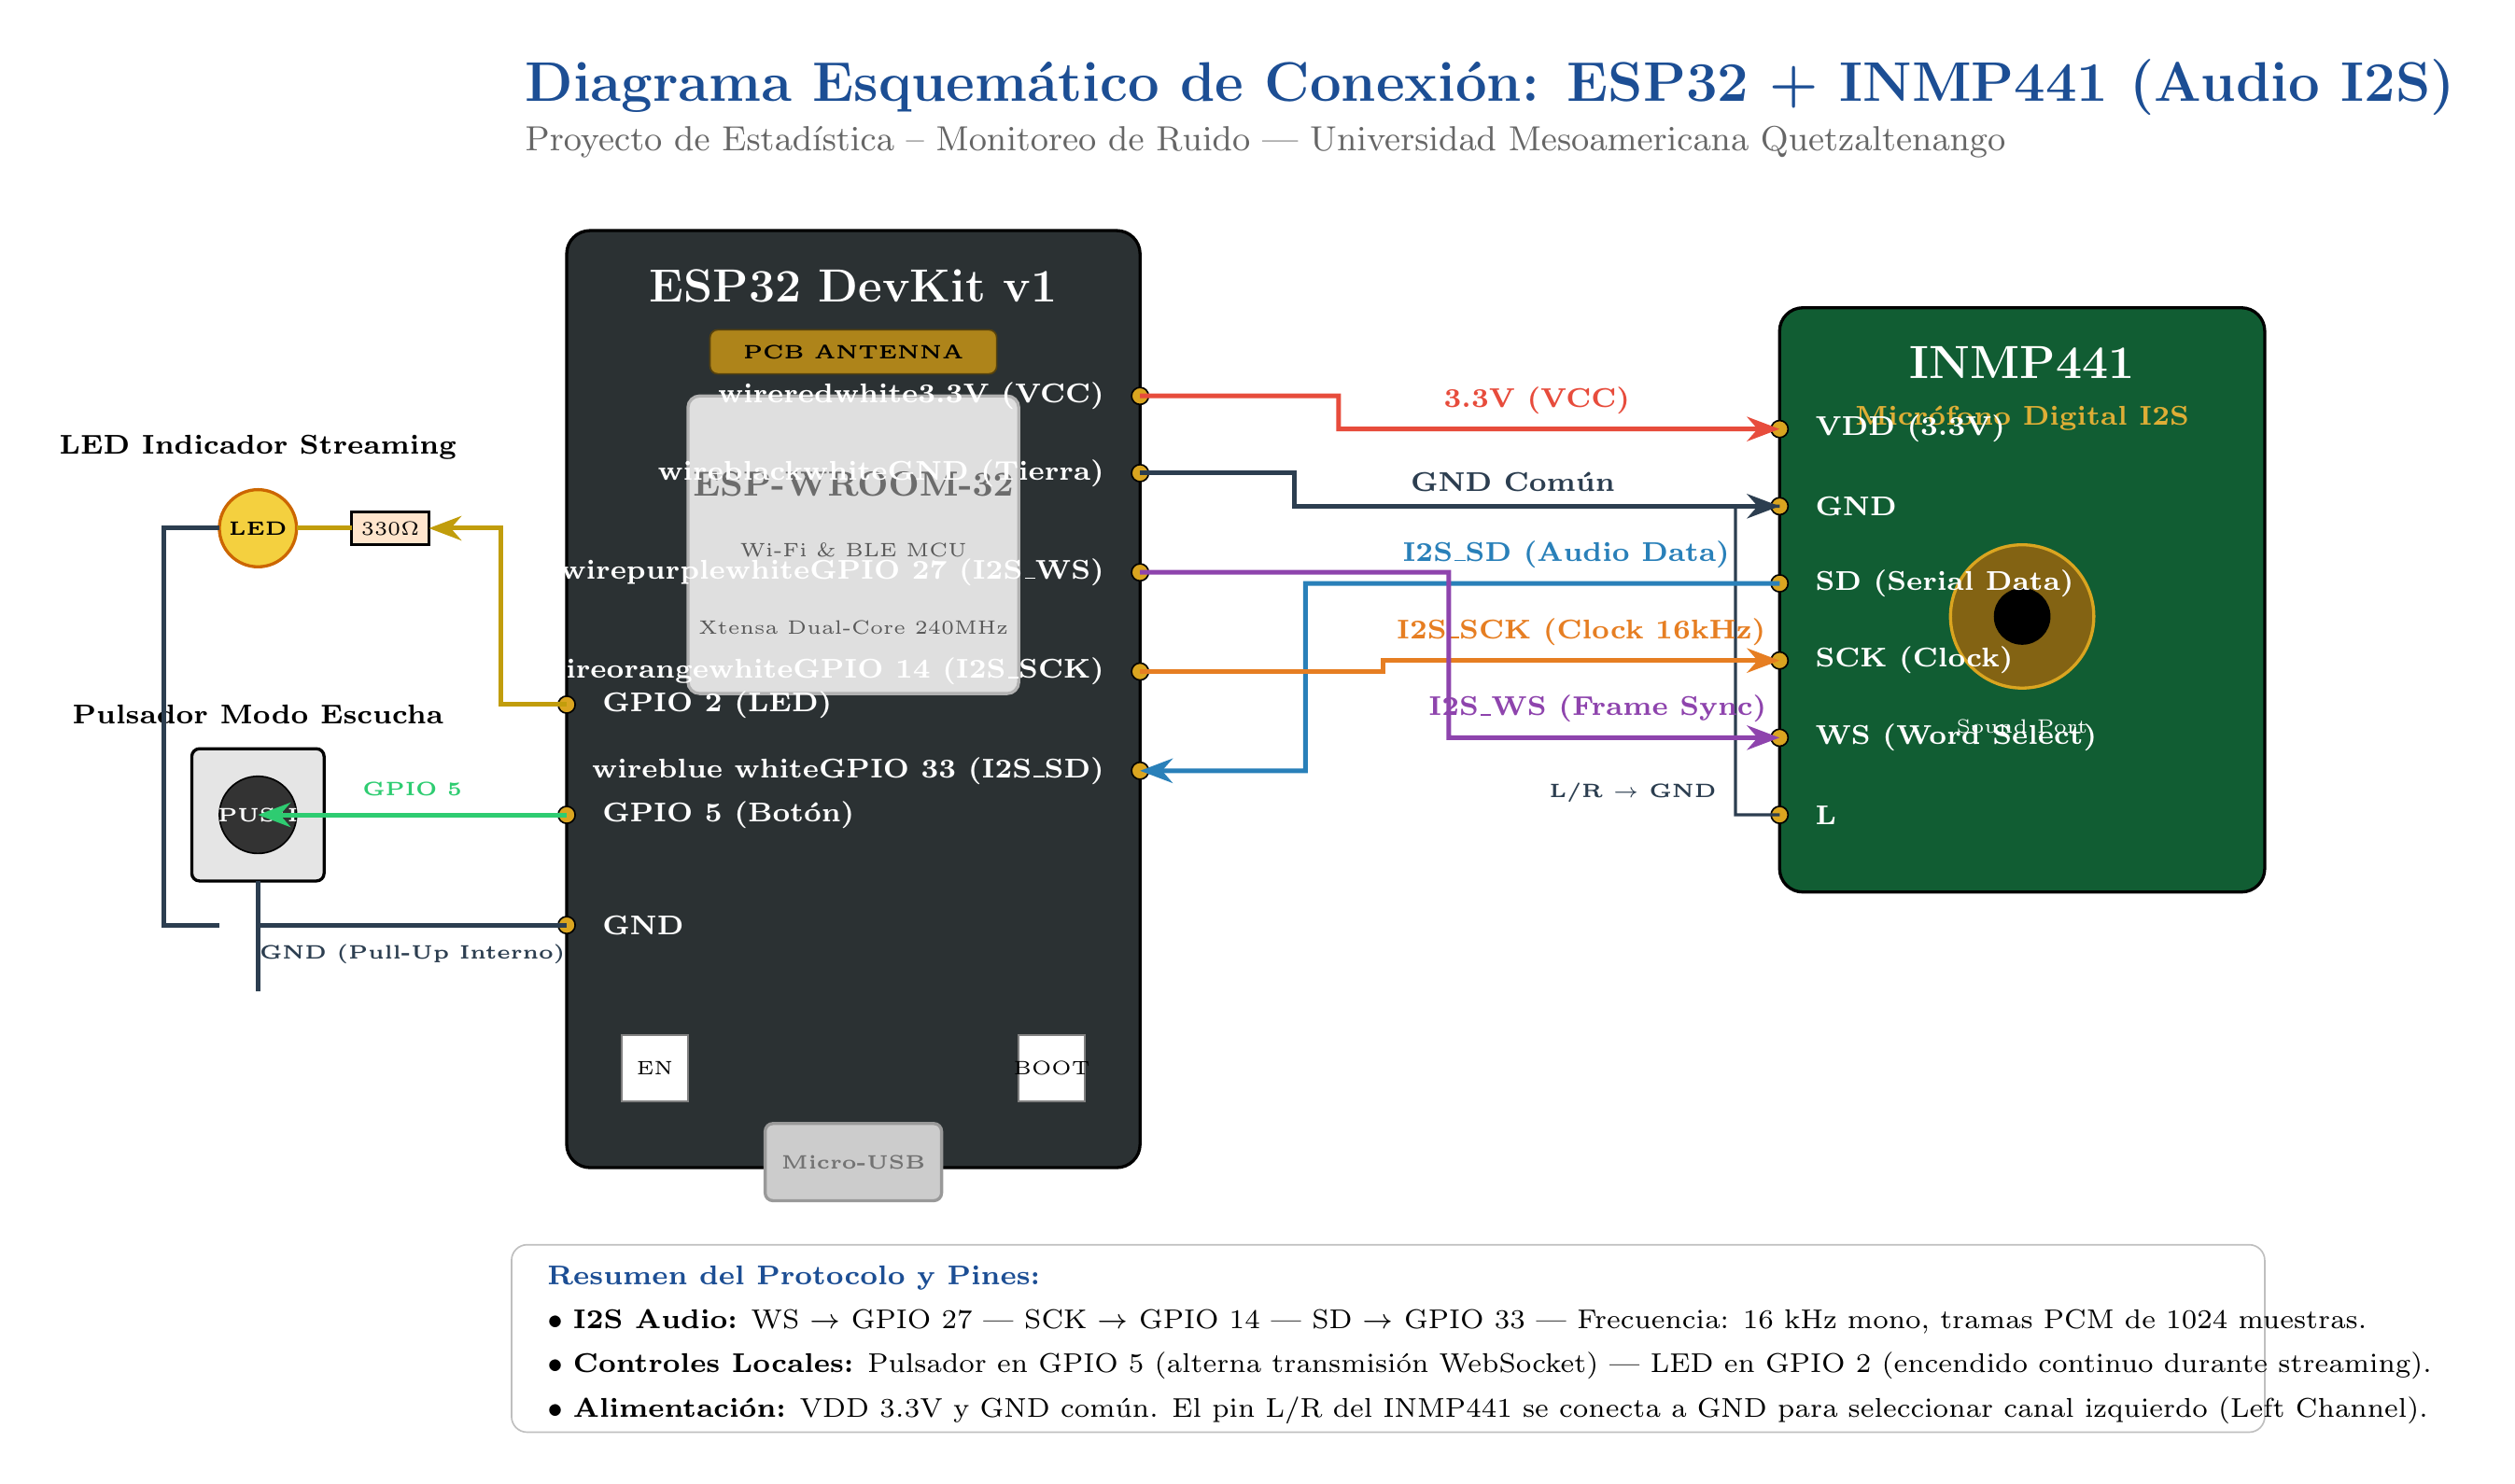 Diagrama Esquemático de Conexión: ESP32 + INMP441 (Audio I2S)
Proyecto de Estadística – Monitoreo de Ruido — Universidad Mesoamericana Quetzaltenango
LED Indicador Streaming
LED
330Ω
Pulsador Modo Escucha
PUSH
GPIO 5
GND (Pull-Up Interno)
ESP32 DevKit v1
PCB ANTENNA
wireredwhite3.3V (VCC)
wireblackwhiteGND (Tierra)
ESP-WROOM-32
Wi-Fi & BLE MCU
wirepurplewhiteGPIO 27 (I2S_WS)
Xtensa Dual-Core 240MHz
ireorangewhiteGPIO 14 (I2S_SCK)
GPIO 2 (LED)
wireblue whiteGPIO 33 (I2S_SD)
GPIO 5 (Botón)
GND
EN
BOOT
Micro-USB
3.3V (VCC)
GND Común
I2S_SD (Audio Data)
I2S_SCK (Clock 16kHz)
I2S_WS (Frame Sync)
L/R → GND
INMP441
Micrófono Digital I2S
VDD (3.3V)
GND
SD (Serial Data)
SCK (Clock)
Sound Port
WS (Word Select)
L
Resumen del Protocolo y Pines:
• I2S Audio: WS → GPIO 27 — SCK → GPIO 14 — SD → GPIO 33 — Frecuencia: 16 kHz mono, tramas PCM de 1024 muestras.
• Controles Locales: Pulsador en GPIO 5 (alterna transmisión WebSocket) — LED en GPIO 2 (encendido continuo durante streaming).
• Alimentación: VDD 3.3V y GND común. El pin L/R del INMP441 se conecta a GND para seleccionar canal izquierdo (Left Channel).